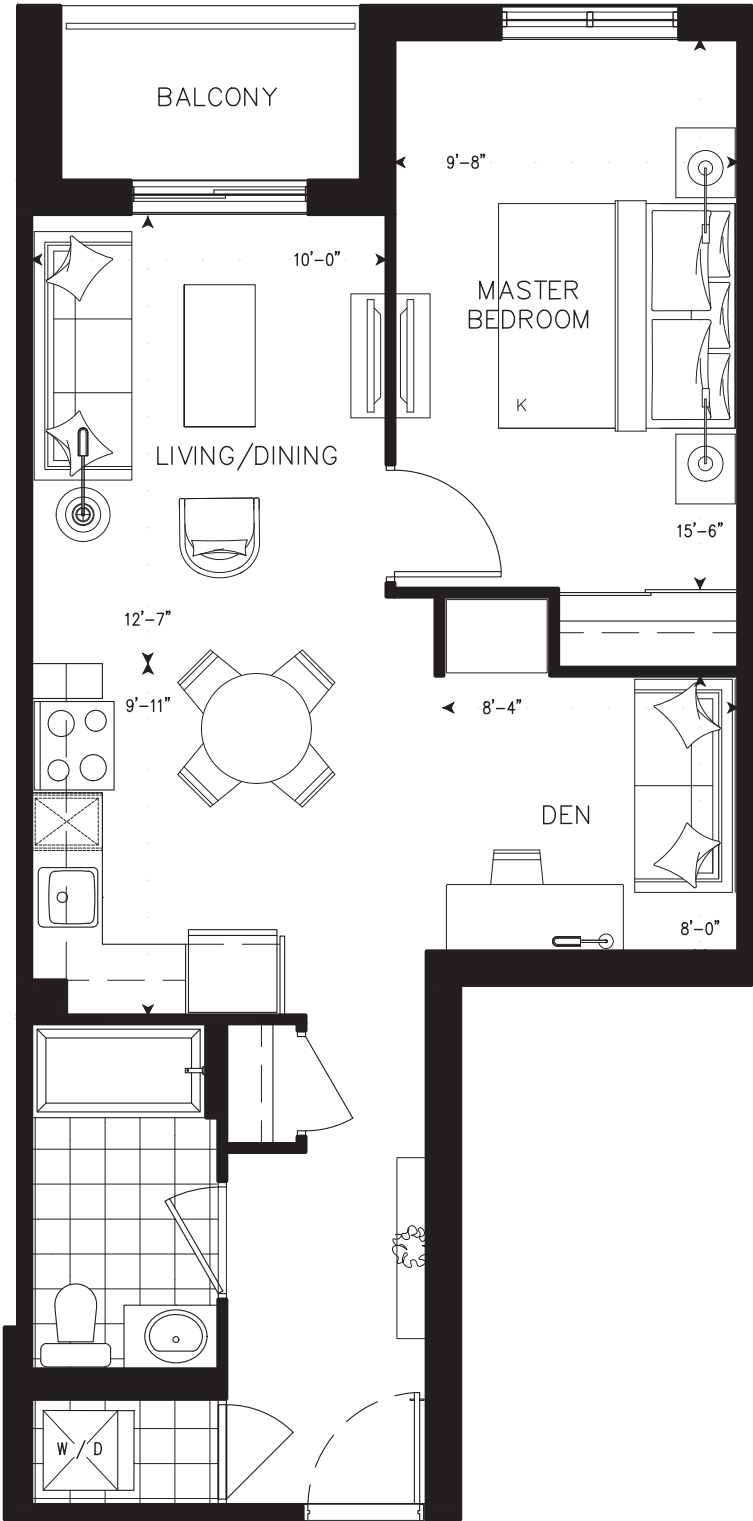 BALCONY
9'-8"
10'-0"
MASTER
BEDROOM
K
LIVING/DINING
15'-6"
12'-7"
9'-11"
8'-4"
DEN
8'-0"
W / D